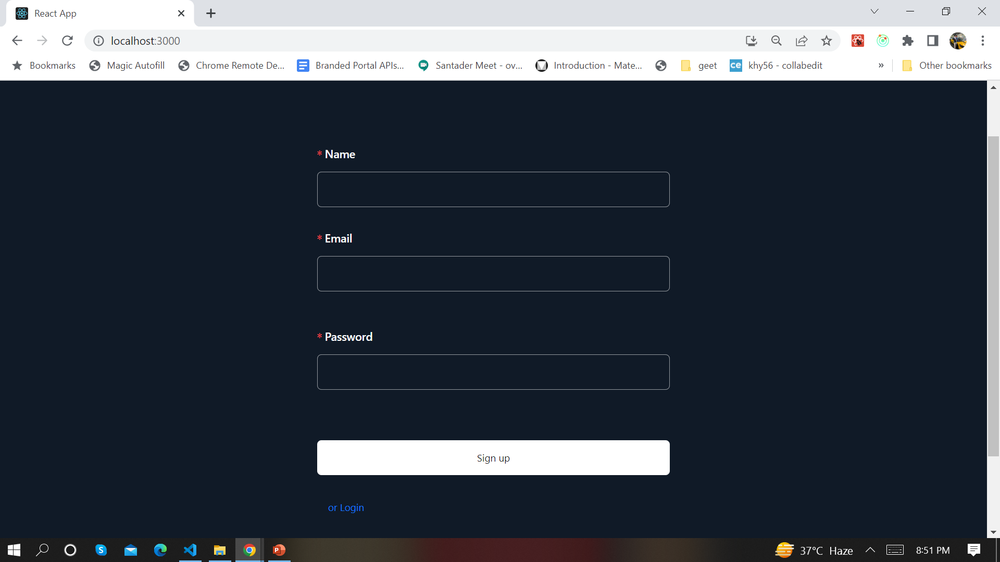 React App
localhost:3000
Bookmarks Magic Autofill Chrome Remote De... Branded Portal APIs... Santader Meet - ov... Introduction - Mate... geet ce khy56 - collabedit » Other bookmarks
* Name
* Email
* Password
Sign up
or Login
37°C Haze 8:51 PM